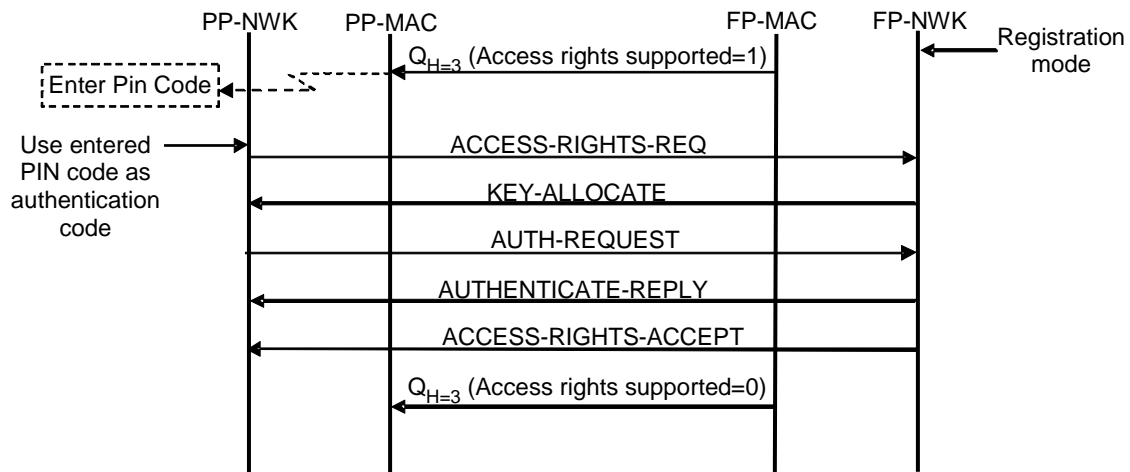 PP-NWK PP-MAC FP-MAC FP-NWK
Registration
mode
Q_H=3 (Access rights supported=1)
Enter Pin Code
Use entered
PIN code as
authentication
code
ACCESS-RIGHTS-REQ
KEY-ALLOCATE
AUTH-REQUEST
AUTHENTICATE-REPLY
ACCESS-RIGHTS-ACCEPT
Q_H=3 (Access rights supported=0)